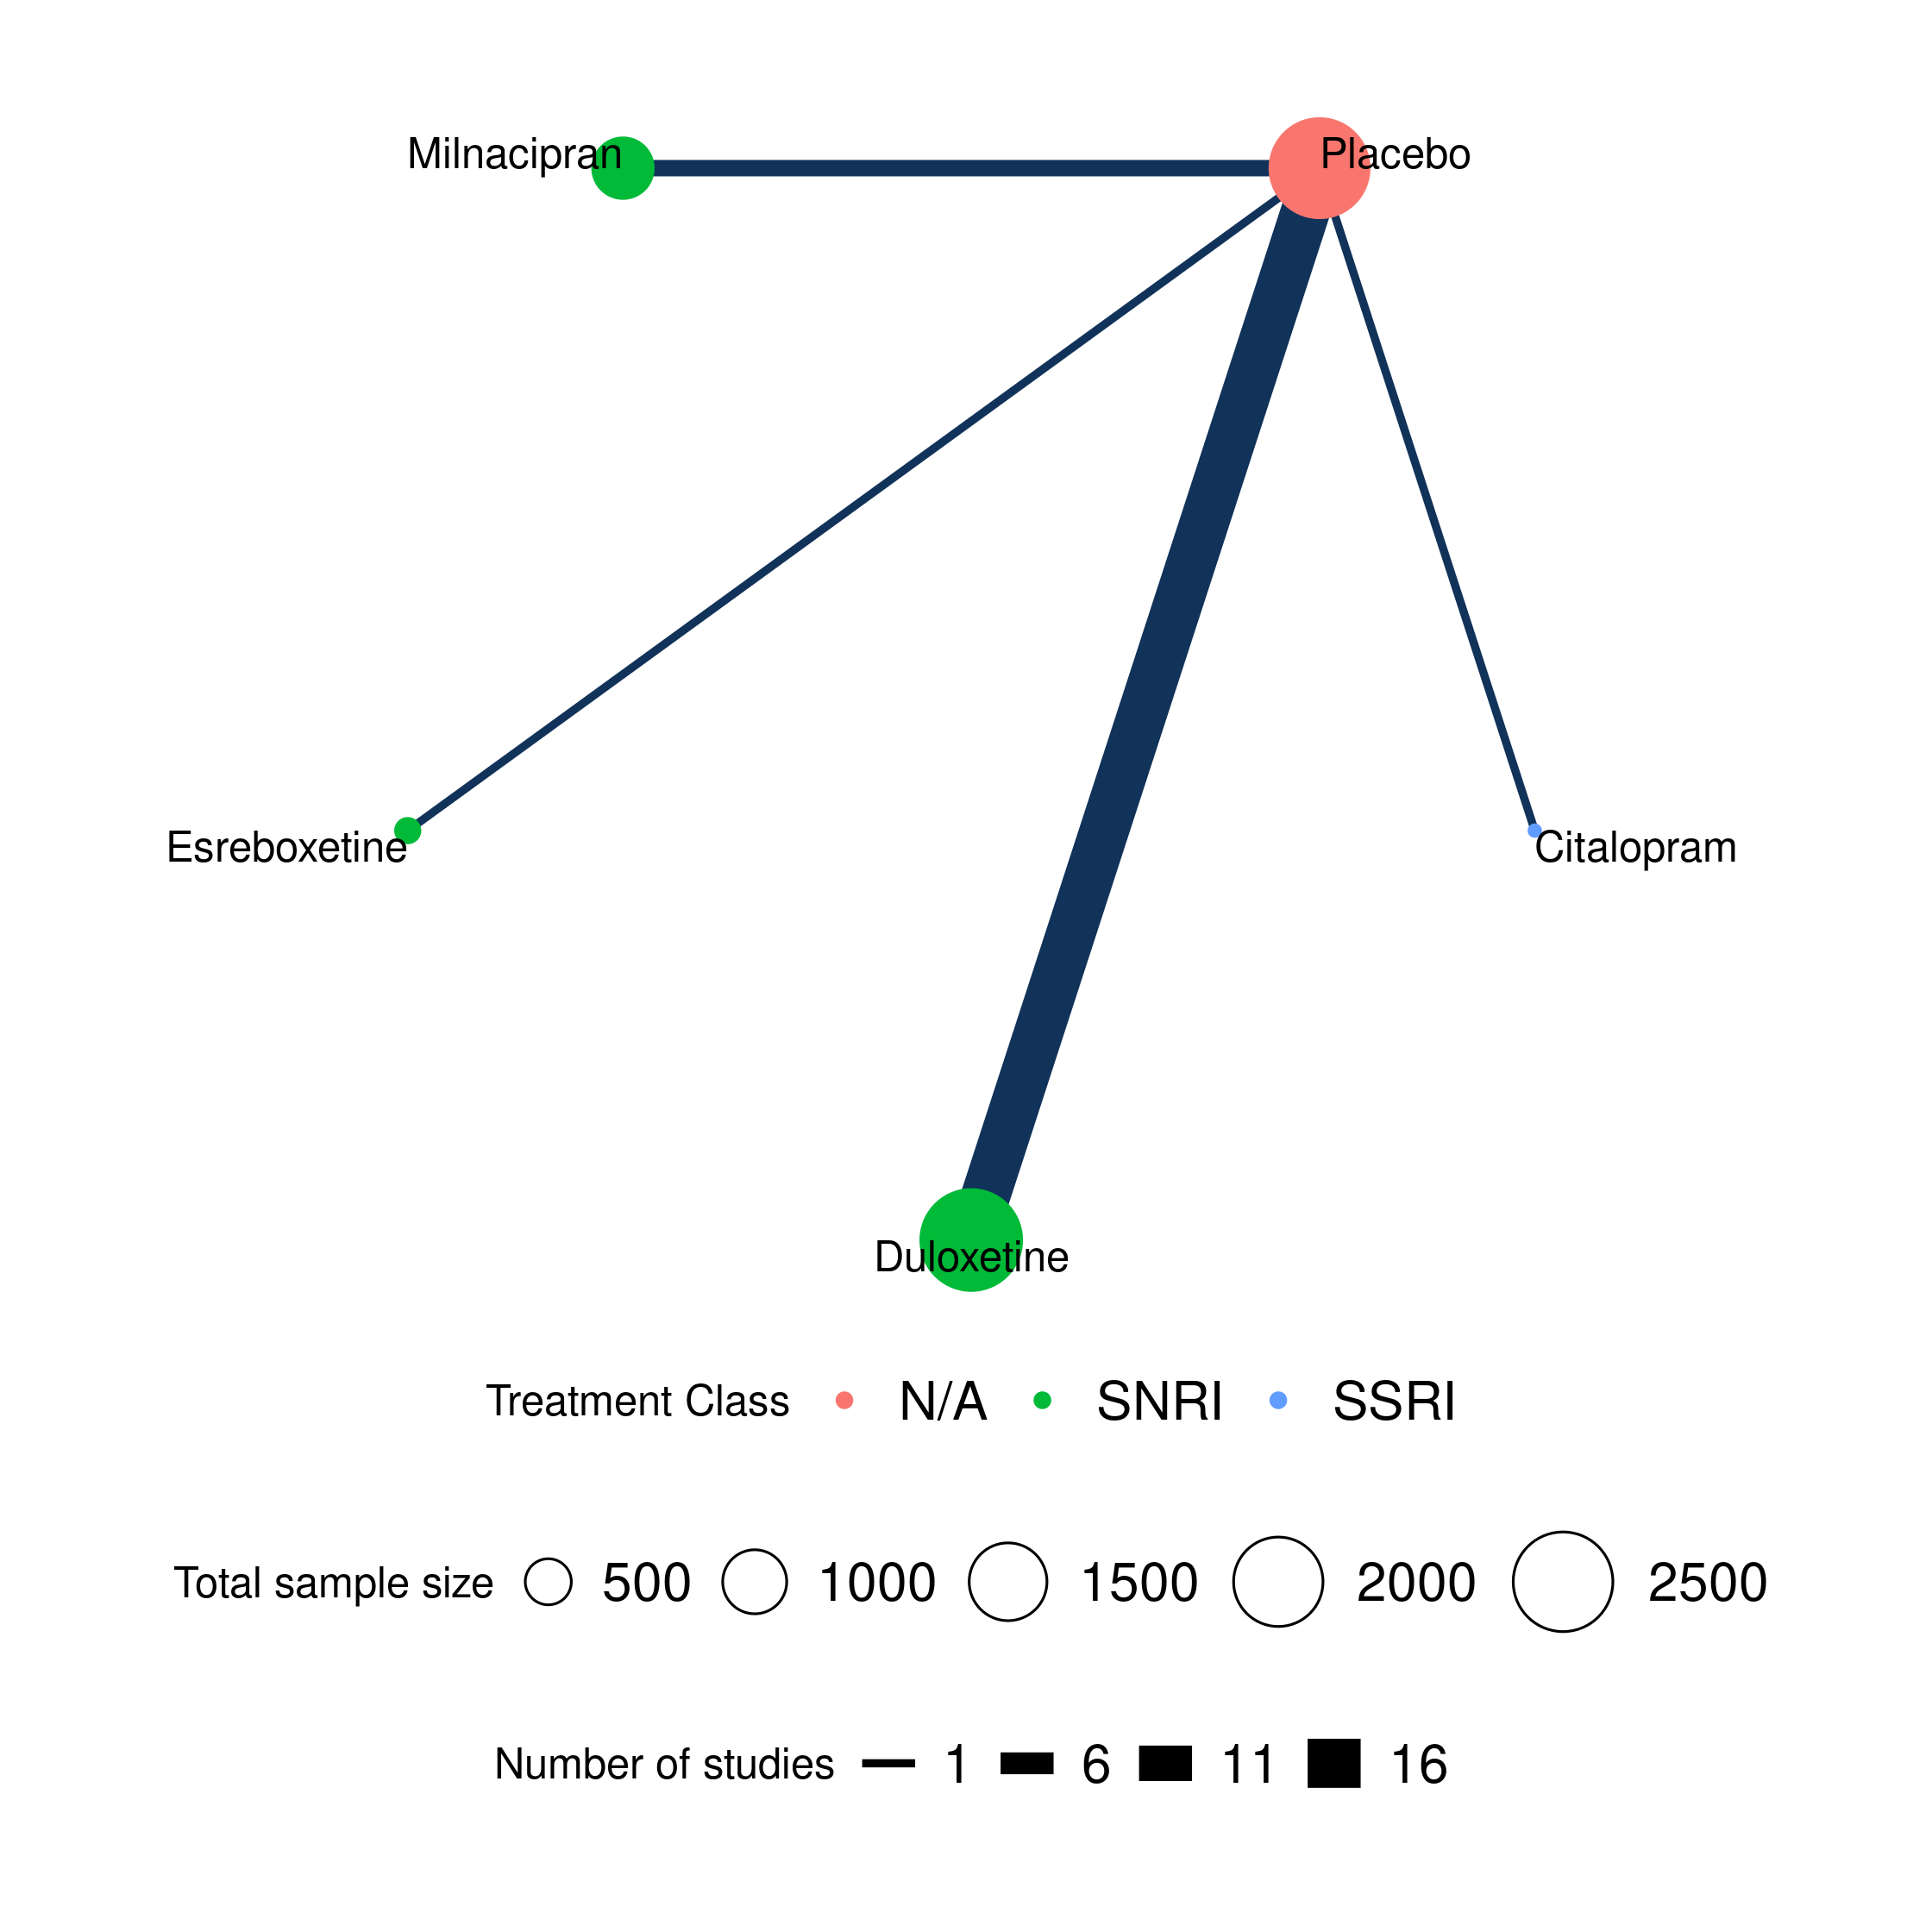 Milnacipran
Placebo
Esreboxetine
Citalopram
Duloxetine
Treatment Class N/A SNRI SSRI
Total sample size 500 1000 1500 2000 2500
Number of studies 1 6 11 16